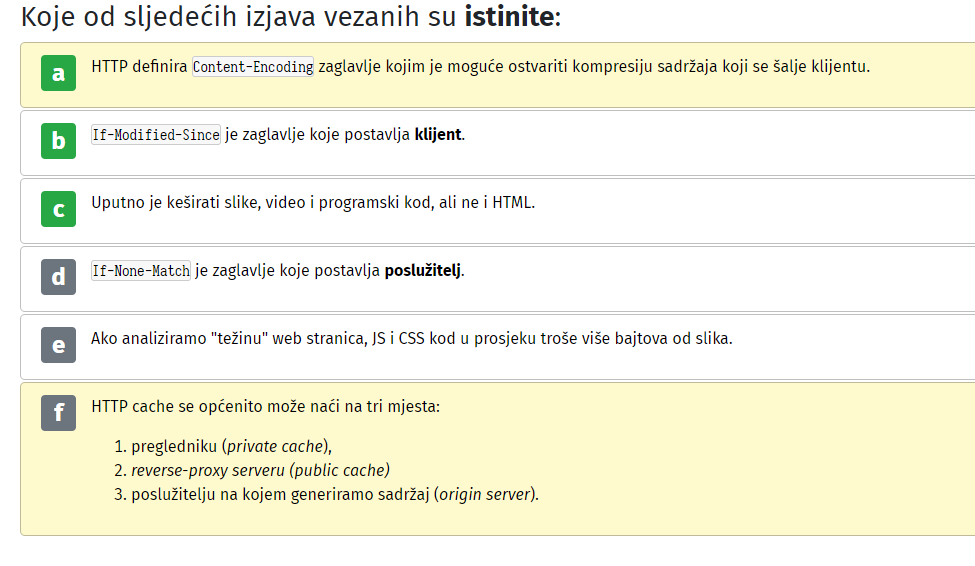 Koje od sljedećih izjava vezanih su istinite:
a HTTP definira Content-Encoding zaglavlje kojim je moguće ostvariti kompresiju sadržaja koji se šalje klijentu.
b If-Modified-Since je zaglavlje koje postavlja klijent.
c Uputno je keširati slike, video i programski kod, ali ne i HTML.
d If-None-Match je zaglavlje koje postavlja poslužitelj.
e Ako analiziramo "težinu" web stranica, JS i CSS kod u prosjeku troše više bajtova od slika.
f HTTP cache se općenito može naći na tri mjesta:
1. pregledniku (private cache),
2. reverse-proxy serveru (public cache)
3. poslužitelju na kojem generiramo sadržaj (origin server).